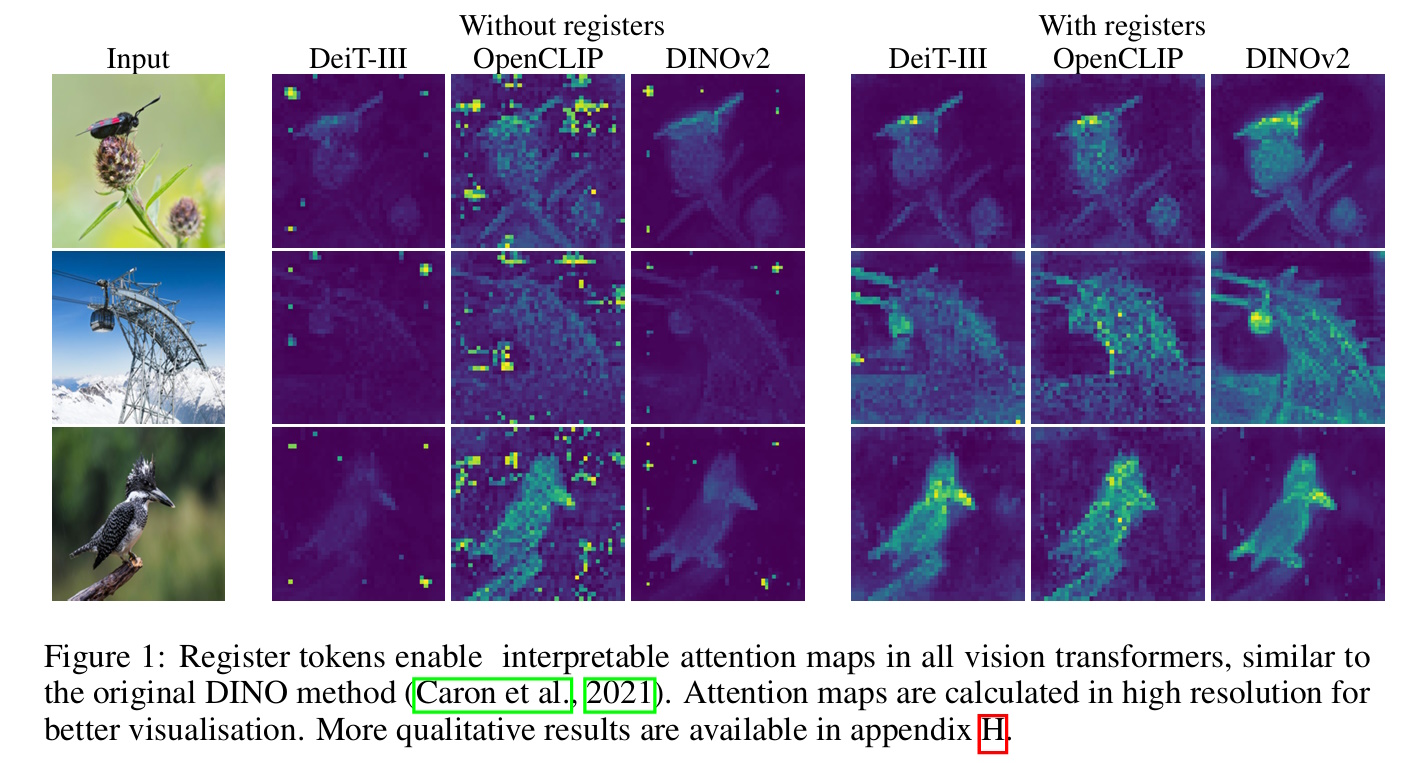 Without registers
With registers
Input
DeiT-III
OpenCLIP
DINOv2
DeiT-III
OpenCLIP
DINOv2
Figure 1: Register tokens enable interpretable attention maps in all vision transformers, similar to
the original DINO method (Caron et al., 2021). Attention maps are calculated in high resolution for
better visualisation. More qualitative results are available in appendix H.